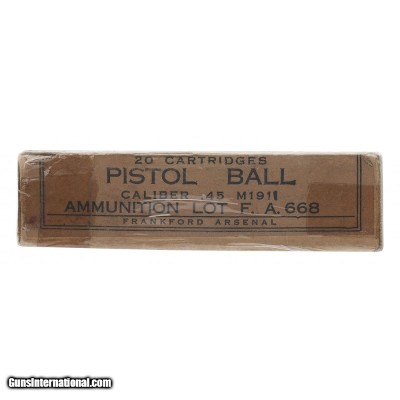 20 CARTRIDGES
PISTOL BALL
CALIBER .45 M1911
AMMUNITION LOT F. A. 668
FRANKFORD ARSENAL
GunsInternational.com